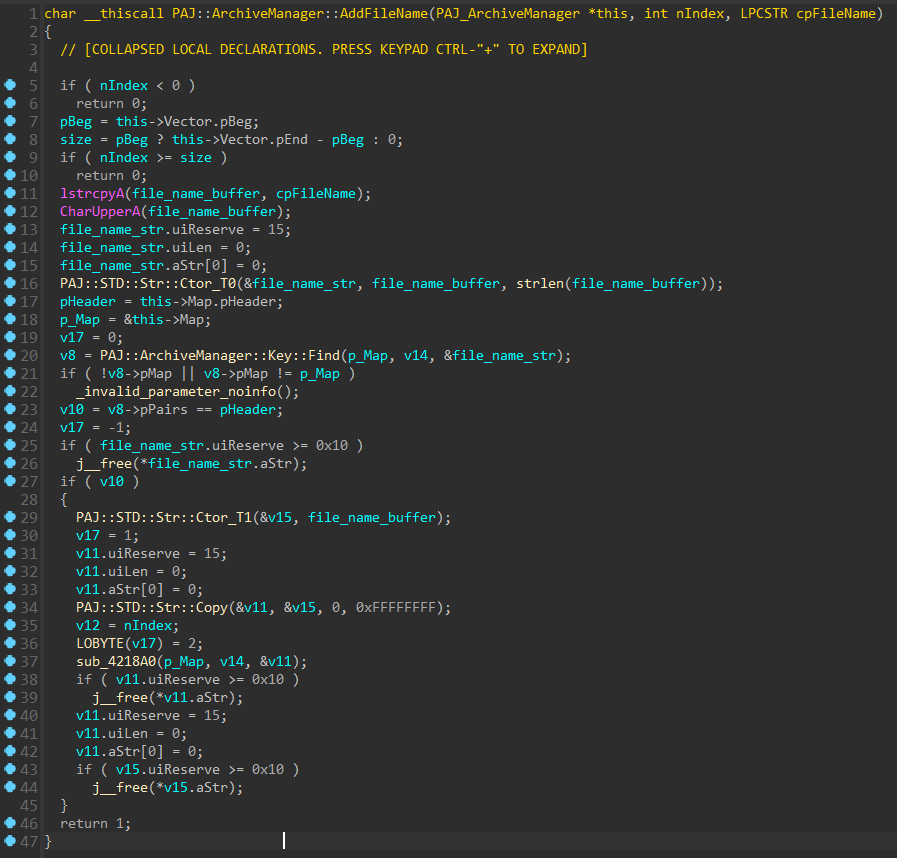 1 char __thiscall PAJ::ArchiveManager::AddFileName(PAJ_ArchiveManager *this, int nIndex, LPCSTR cpFileName)
2 {
3 // [COLLAPSED LOCAL DECLARATIONS. PRESS KEYPAD CTRL-"+" TO EXPAND]
4
5 if ( nIndex < 0 )
6 return 0;
7 pBeg = this->Vector.pBeg;
8 size = pBeg ? this->Vector.pEnd - pBeg : 0;
9 if ( nIndex >= size )
10 return 0;
11 lstrcpyA(file_name_buffer, cpFileName);
12 CharUpperA(file_name_buffer);
13 file_name_str.uiReserve = 15;
14 file_name_str.uiLen = 0;
15 file_name_str.aStr[0] = 0;
16 PAJ::STD::Str::Ctor_T0(&file_name_str, file_name_buffer, strlen(file_name_buffer));
17 pHeader = this->Map.pHeader;
18 p_Map = &this->Map;
19 v17 = 0;
20 v8 = PAJ::ArchiveManager::Key::Find(p_Map, v14, &file_name_str);
21 if ( !v8->pMap || v8->pMap != p_Map )
22 _invalid_parameter_noinfo();
23 v10 = v8->pPairs == pHeader;
24 v17 = -1;
25 if ( file_name_str.uiReserve >= 0x10 )
26 j__free(*file_name_str.aStr);
27 if ( v10 )
28 {
29 PAJ::STD::Str::Ctor_T1(&v15, file_name_buffer);
30 v17 = 1;
31 v11.uiReserve = 15;
32 v11.uiLen = 0;
33 v11.aStr[0] = 0;
34 PAJ::STD::Str::Copy(&v11, &v15, 0, 0xFFFFFFFF);
35 v12 = nIndex;
36 LOBYTE(v17) = 2;
37 sub_4218A0(p_Map, v14, &v11);
38 if ( v11.uiReserve >= 0x10 )
39 j__free(*v11.aStr);
40 v11.uiReserve = 15;
41 v11.uiLen = 0;
42 v11.aStr[0] = 0;
43 if ( v15.uiReserve >= 0x10 )
44 j__free(*v15.aStr);
45 }
46 return 1;
47 }